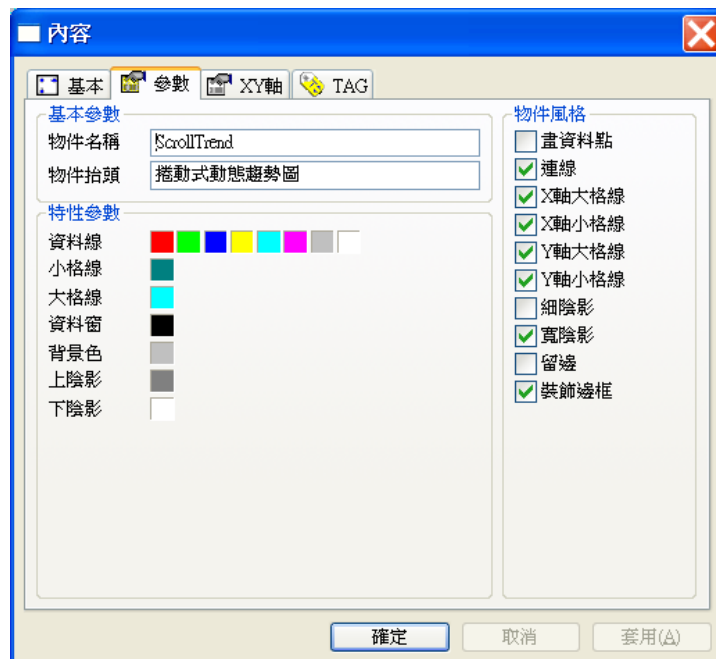 內容
基本 參數 XY軸 TAG
基本參數
物件名稱 ScrollTrend
物件抬頭 捲動式動態趨勢圖
特性參數
資料線
小格線
大格線
資料窗
背景色
上陰影
下陰影
物件風格
畫資料點
連線
X軸大格線
X軸小格線
Y軸大格線
Y軸小格線
細陰影
寬陰影
留邊
裝飾邊框
確定 取消 套用(A)